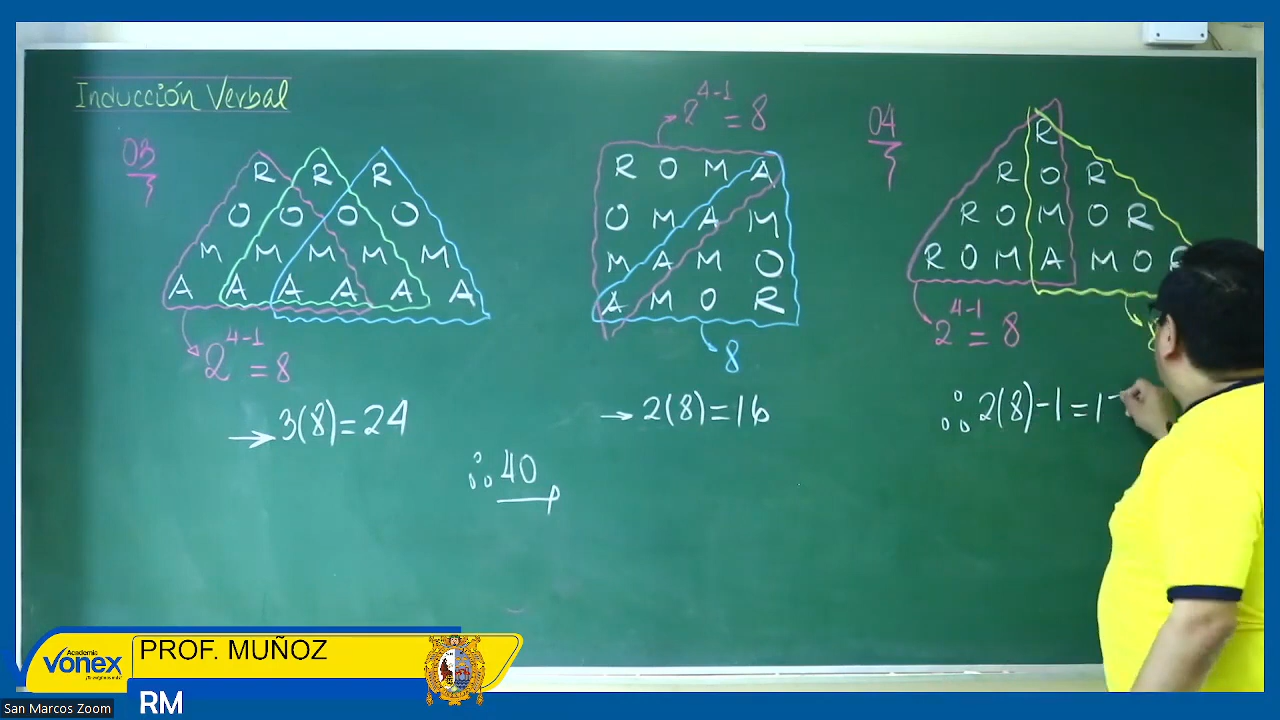 Inducción Verbal
03
R R R
O O O O
M M M M M
A A A A A A
2^4-1 = 8
→ 3(8) = 24
2^4-1 = 8
R O M A
O M A M
M A M O
A M O R
8
→ 2(8) = 16
∴ 40
04
R
R O R
R O M O R
R O M A M O R
2^4-1 = 8
∴ 2(8) - 1 = 1
Academia
vonex
PROF. MUÑOZ
RM
San Marcos Zoom